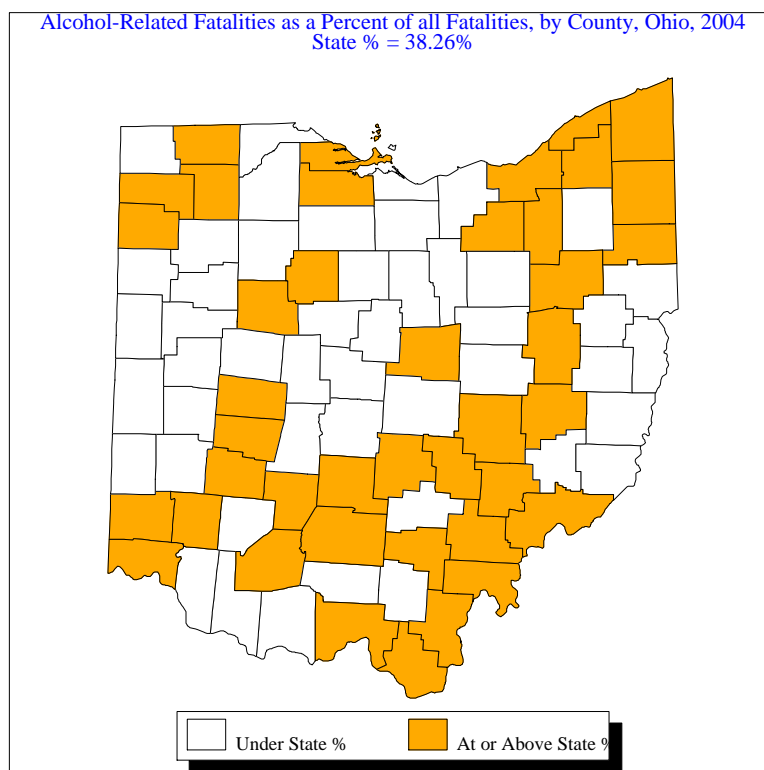 Alcohol-Related Fatalities as a Percent of all Fatalities, by County, Ohio, 2004
State % = 38.26%
Under State %
At or Above State %